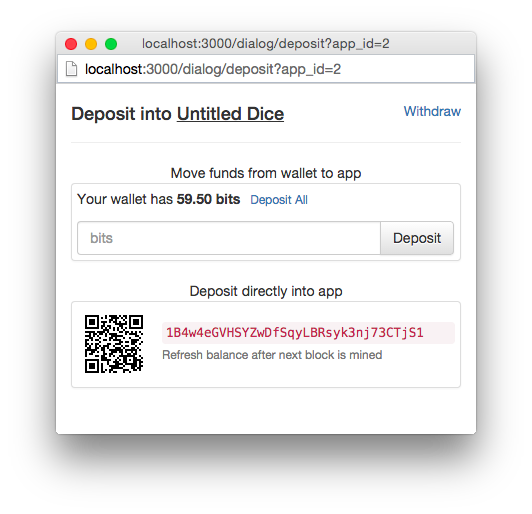 localhost:3000/dialog/deposit?app_id=2
localhost:3000/dialog/deposit?app_id=2
Deposit into Untitled Dice Withdraw
Move funds from wallet to app
Your wallet has 59.50 bits Deposit All
bits Deposit
Deposit directly into app
1B4w4eGVHSYZwDfSqyLBRsyk3nj73CTjS1
Refresh balance after next block is mined